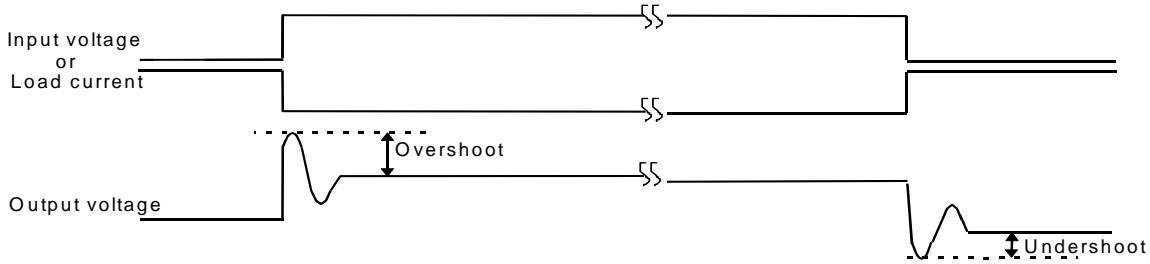 Input voltage
or
Load current
Overshoot
Output voltage
Undershoot